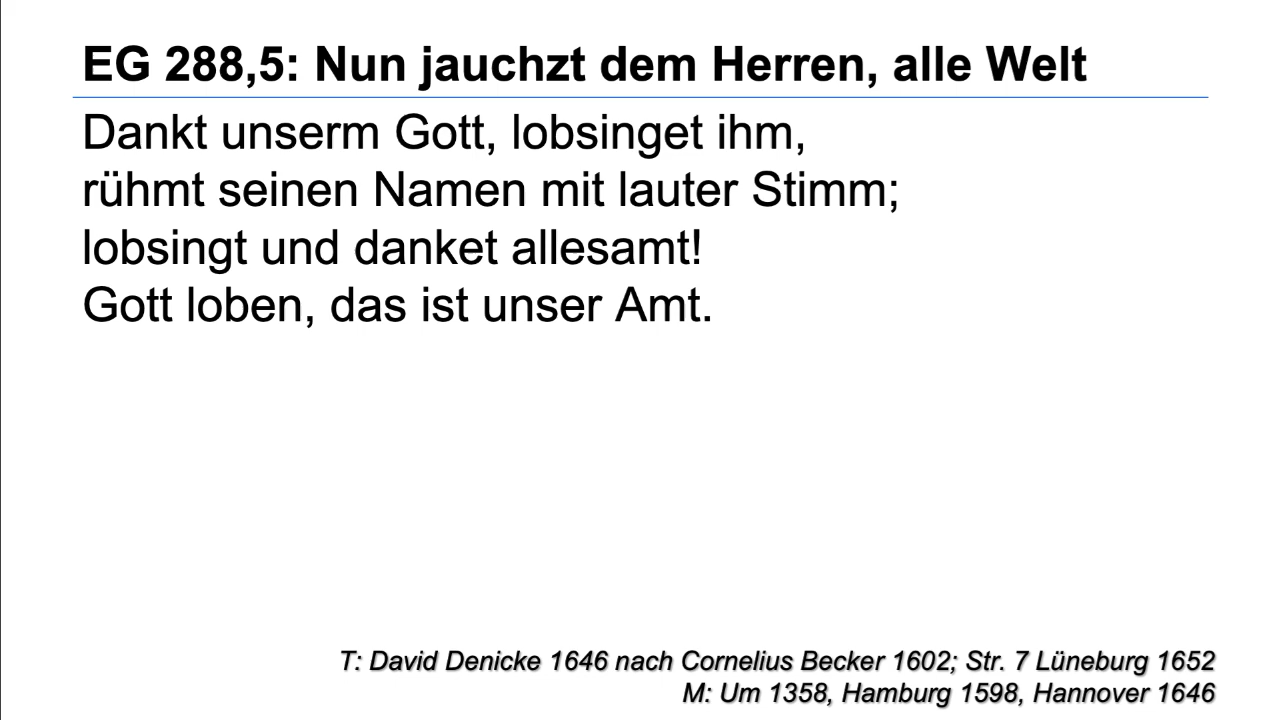 EG 288,5: Nun jauchzt dem Herren, alle Welt
Dankt unserm Gott, lobsinget ihm,
rühmt seinen Namen mit lauter Stimm;
lobsingt und danket allesamt!
Gott loben, das ist unser Amt.
T: David Denicke 1646 nach Cornelius Becker 1602; Str. 7 Lüneburg 1652
M: Um 1358, Hamburg 1598, Hannover 1646